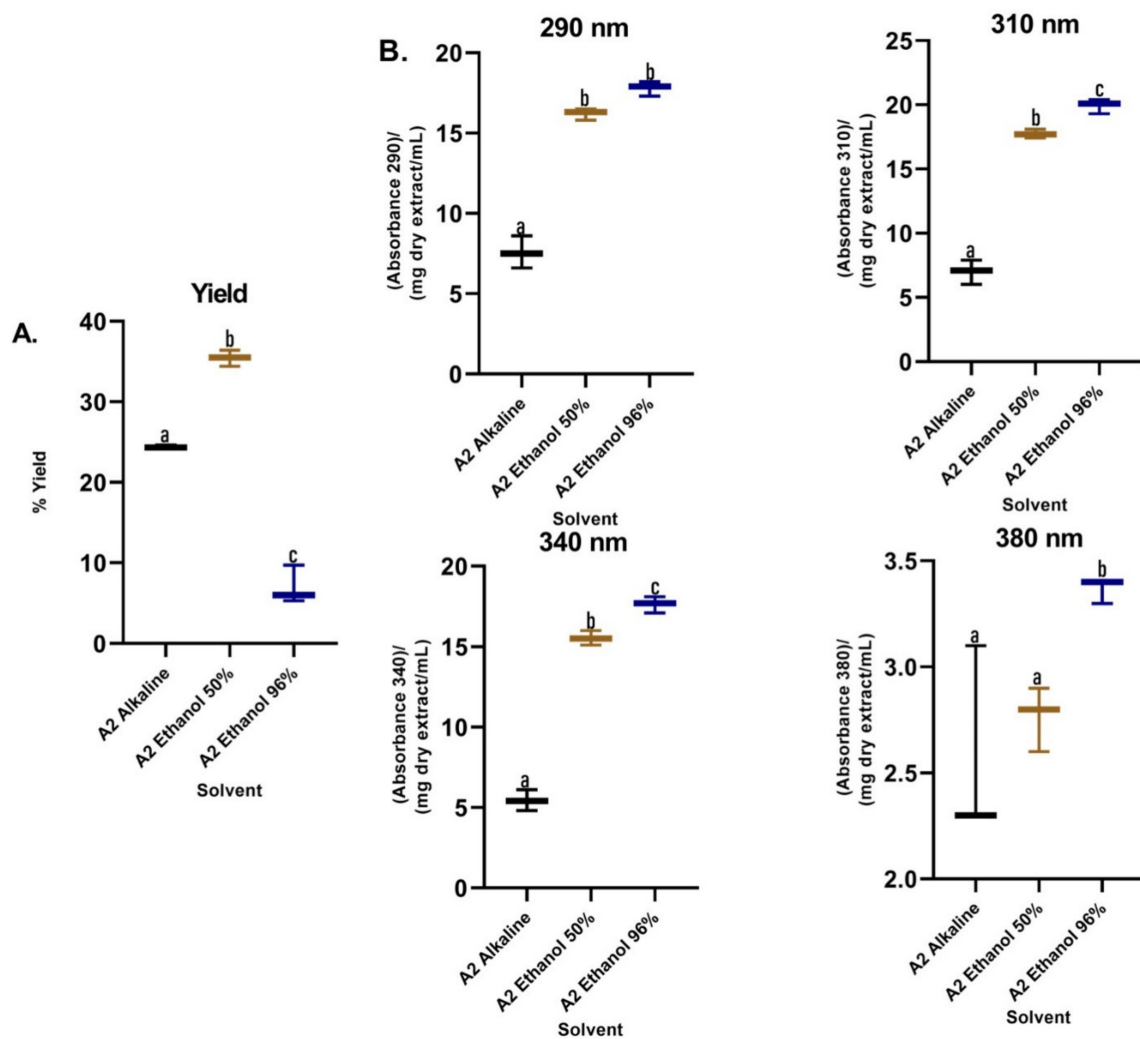 A.
Yield
% Yield
40
30
20
10
0
a
b
c
A2 Alkaline
A2 Ethanol 50%
A2 Ethanol 96%
Solvent
B.
290 nm
(Absorbance 290)/
(mg dry extract/mL)
20
15
10
5
0
a
b
b
A2 Alkaline
A2 Ethanol 50%
A2 Ethanol 96%
Solvent
310 nm
(Absorbance 310)/
(mg dry extract/mL)
25
20
15
10
5
0
a
b
c
A2 Alkaline
A2 Ethanol 50%
A2 Ethanol 96%
Solvent
340 nm
(Absorbance 340)/
(mg dry extract/mL)
20
15
10
5
0
a
b
c
A2 Alkaline
A2 Ethanol 50%
A2 Ethanol 96%
Solvent
380 nm
(Absorbance 380)/
(mg dry extract/mL)
3.5
3.0
2.5
2.0
a
a
b
A2 Alkaline
A2 Ethanol 50%
A2 Ethanol 96%
Solvent